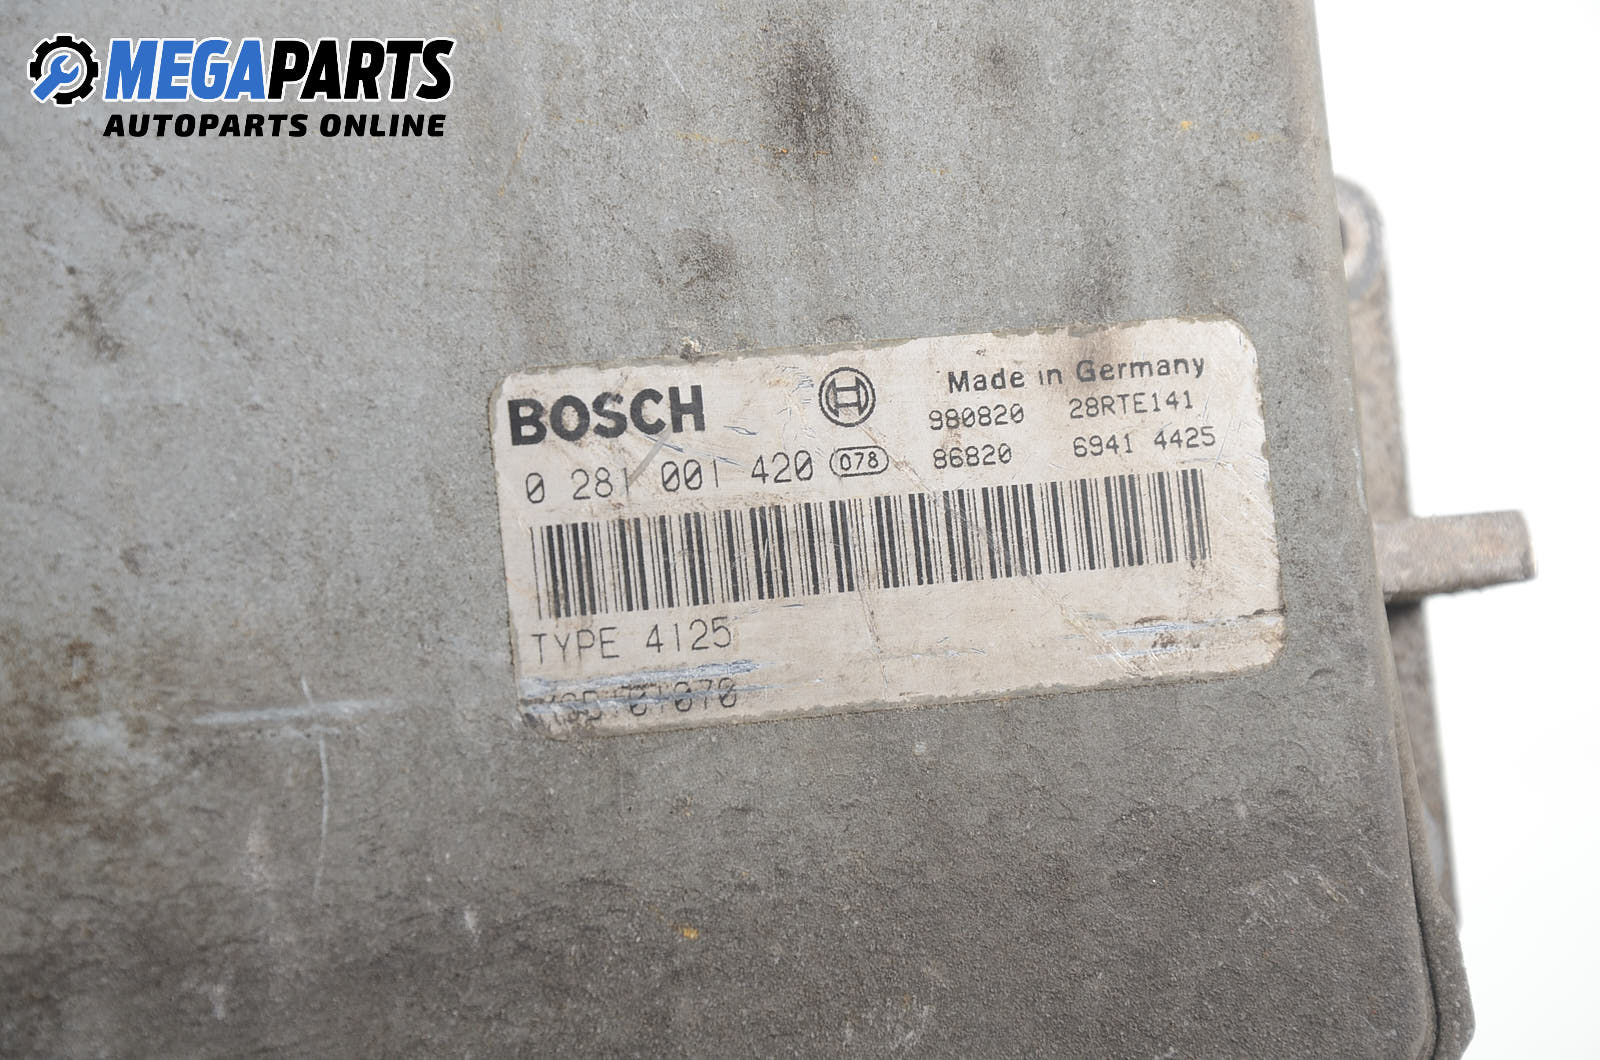 MEGAPARTS
AUTOPARTS ONLINE
BOSCH
Made in Germany
980820 28RTE141
0 281 001 420 078 86820 6941 4425
TYPE 4125